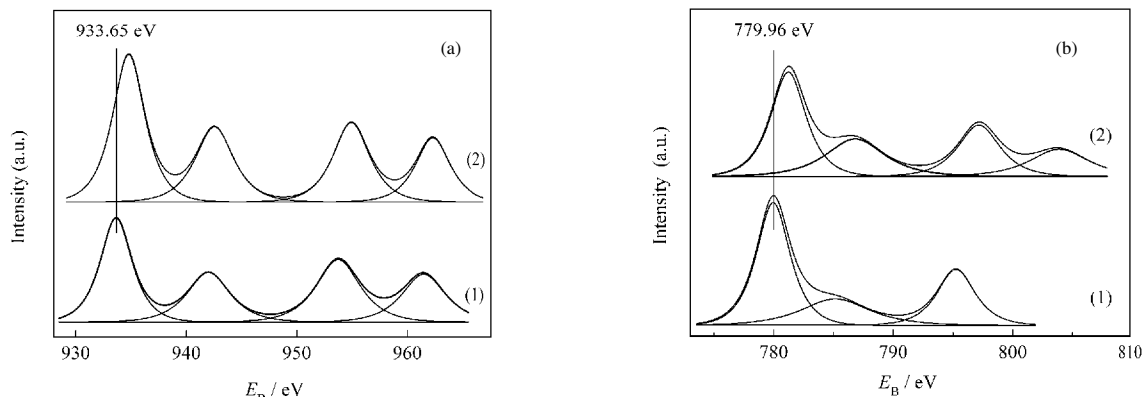 933.65 eV
(a)
(2)
(1)
Intensity (a.u.)
930 940 950 960
/ eV
779.96 eV
(b)
(2)
(1)
Intensity (a.u.)
780 790 800 810
E_B / eV